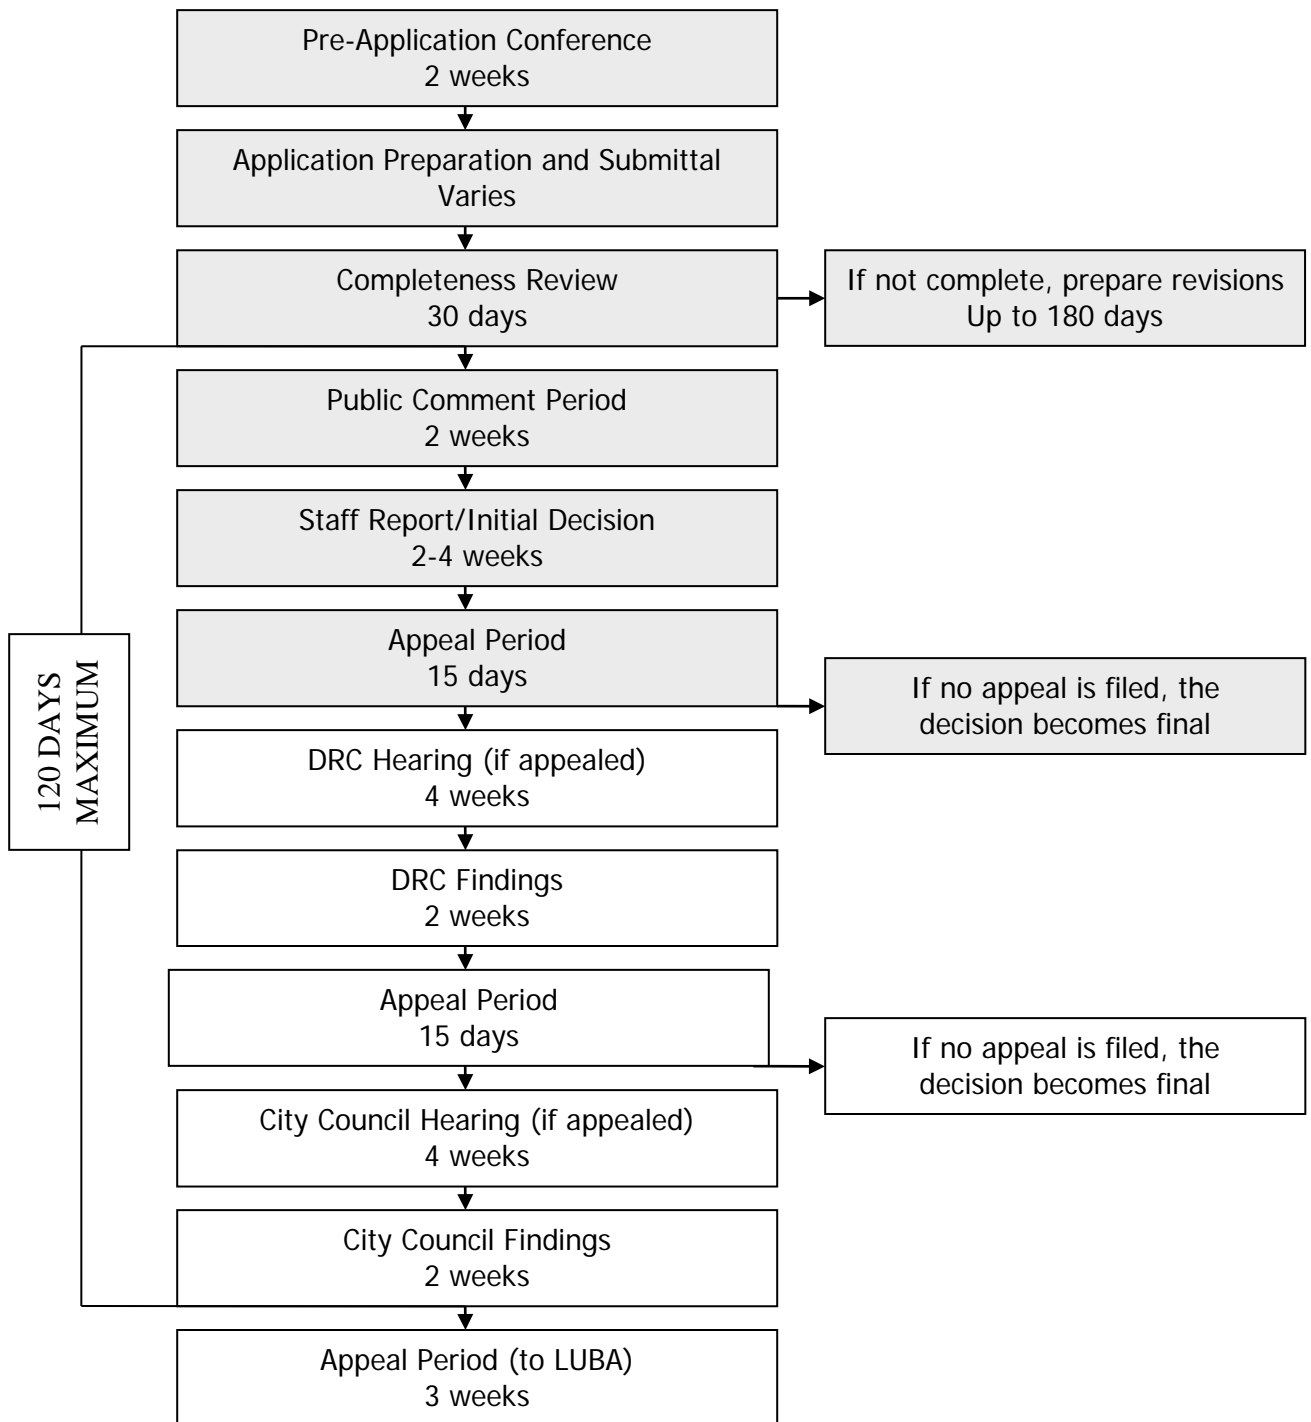 Pre-Application Conference
2 weeks
Application Preparation and Submittal
Varies
Completeness Review
30 days
If not complete, prepare revisions
Up to 180 days
Public Comment Period
2 weeks
Staff Report/Initial Decision
2-4 weeks
Appeal Period
15 days
If no appeal is filed, the
decision becomes final
120 DAYS
MAXIMUM
DRC Hearing (if appealed)
4 weeks
DRC Findings
2 weeks
Appeal Period
15 days
If no appeal is filed, the
decision becomes final
City Council Hearing (if appealed)
4 weeks
City Council Findings
2 weeks
Appeal Period (to LUBA)
3 weeks